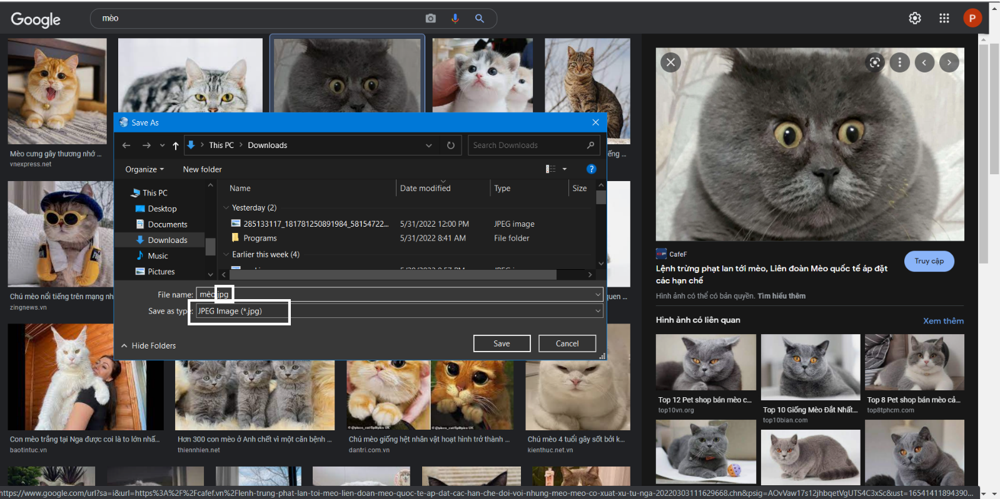 Google
mèo
P
Mèo cưng gây thương nhớ ...
vnexpress.net
Save As
This PC > Downloads
Search Downloads
Organize
New folder
?
This PC
Desktop
Documents
Downloads
Music
Pictures
Name
Date modified
Type
Size
Yesterday (2)
285133117_181781250891984_58154722... 5/31/2022 12:00 PM JPEG image
Programs 5/31/2022 8:41 AM File folder
Earlier this week (4)
File name: mèo.jpg
Save as type: JPEG Image (*.jpg)
Hide Folders
Save
Cancel
Chú mèo nổi tiếng trên mạng
zingnews.vn
Con mèo trắng tại Nga được coi là to lớn nhấ...
baotintuc.vn
Hơn 300 con mèo ở Anh chết vì một căn bệnh ...
thiennhien.net
Chú mèo giống hệt nhân vật hoạt hình trở thành ...
dantri.com.vn
Chú mèo 4 tuổi gây sốt bởi k...
kienthuc.net.vn
CafeF
Lệnh trừng phạt lan tới mèo, Liên đoàn Mèo quốc tế áp đặt
các hạn chế
Truy cập
Hình ảnh có thể có bản quyền. Tìm hiểu thêm
Hình ảnh có liên quan
Xem thêm
Top 12 Pet shop bán mèo c...
top10vn.org
Top 10 Giống Mèo Đắt Nhất...
top10bian.com
Top 8 Pet shop bán mèo cả...
top8tphcm.com
https://www.google.com/url?sa=i&url=https%3A%2F%2Fcafef.vn%2Flenh-trung-phat-lan-toi-meo-lien-doan-meo-quoc-te-ap-dat-cac-han-che-doi-voi-nhung-meo-meo-co-xuat-xu-tu-nga-20220303111629668.chn&psig=AOvVaw17s12jhbqetVgUTS4C3xSc&ust=16541411894390...